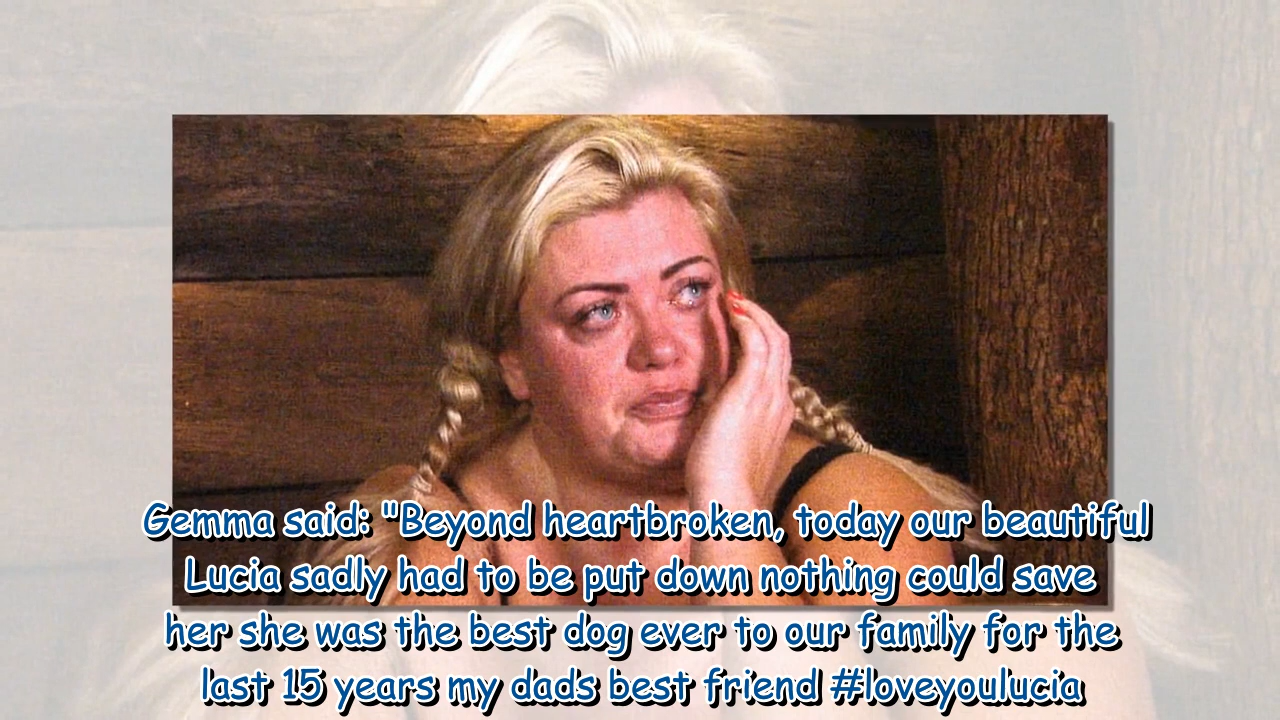 Gemma said: "Beyond heartbroken, today our beautiful
Lucia sadly had to be put down nothing could save
her she was the best dog ever to our family for the
last 15 years my dads best friend #loveyoulucia